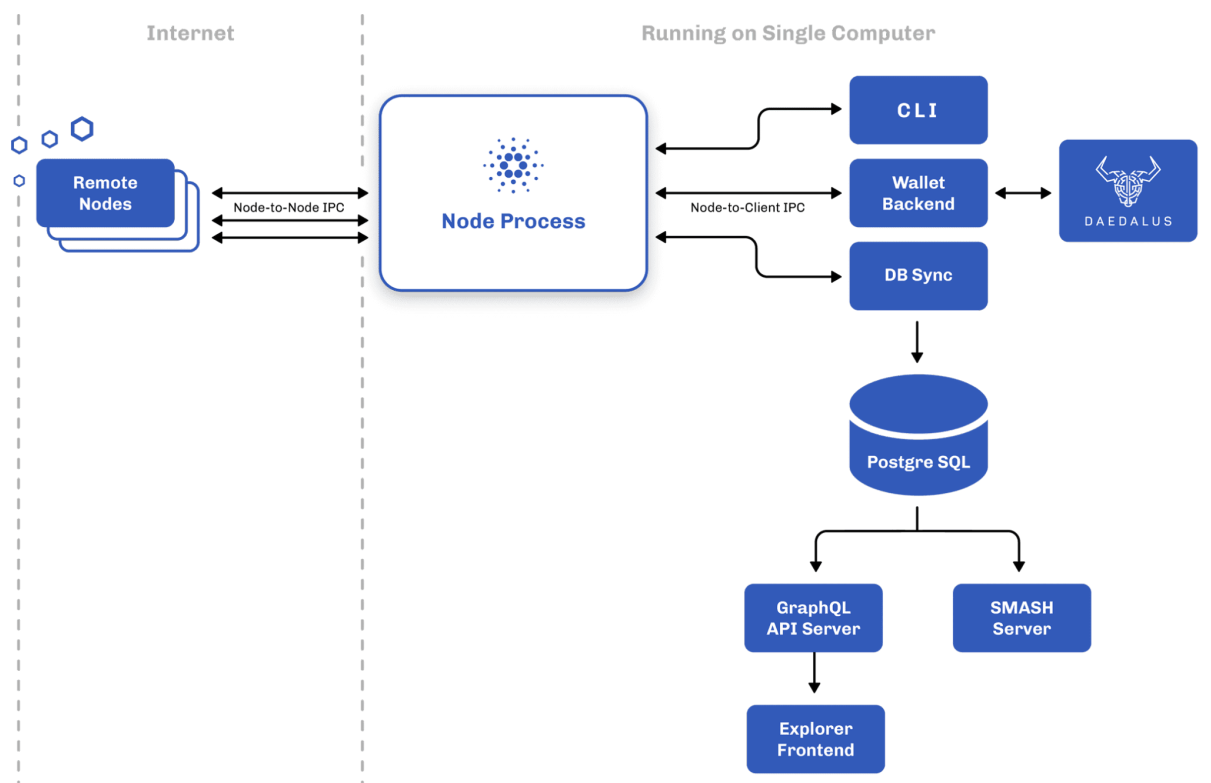 Internet
Running on Single Computer
Remote
Nodes
Node-to-Node IPC
Node Process
Node-to-Client IPC
CLI
Wallet
Backend
DAEDALUS
DB Sync
Postgre SQL
GraphQL
API Server
SMASH
Server
Explorer
Frontend